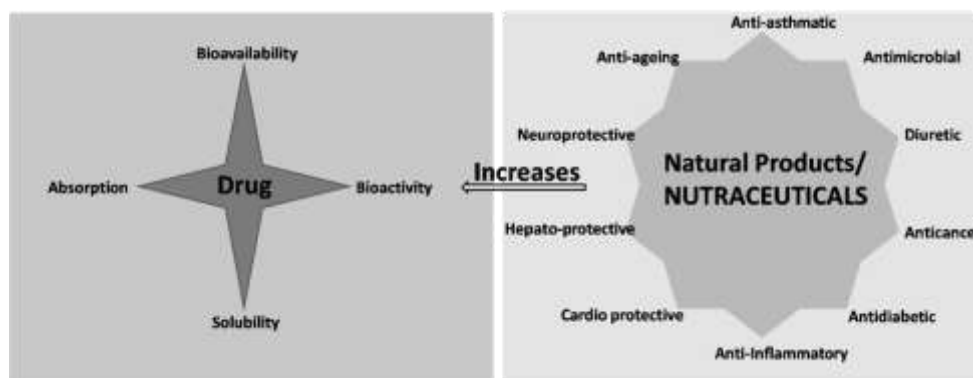 Bioavailability
Absorption
Drug
Bioactivity
Solubility
Increases
Anti-asthmatic
Anti-ageing
Antimicrobial
Neuroprotective
Diuretic
Natural Products/
NUTRACEUTICALS
Hepato-protective
Anticance
Cardio protective
Antidiabetic
Anti-Inflammatory